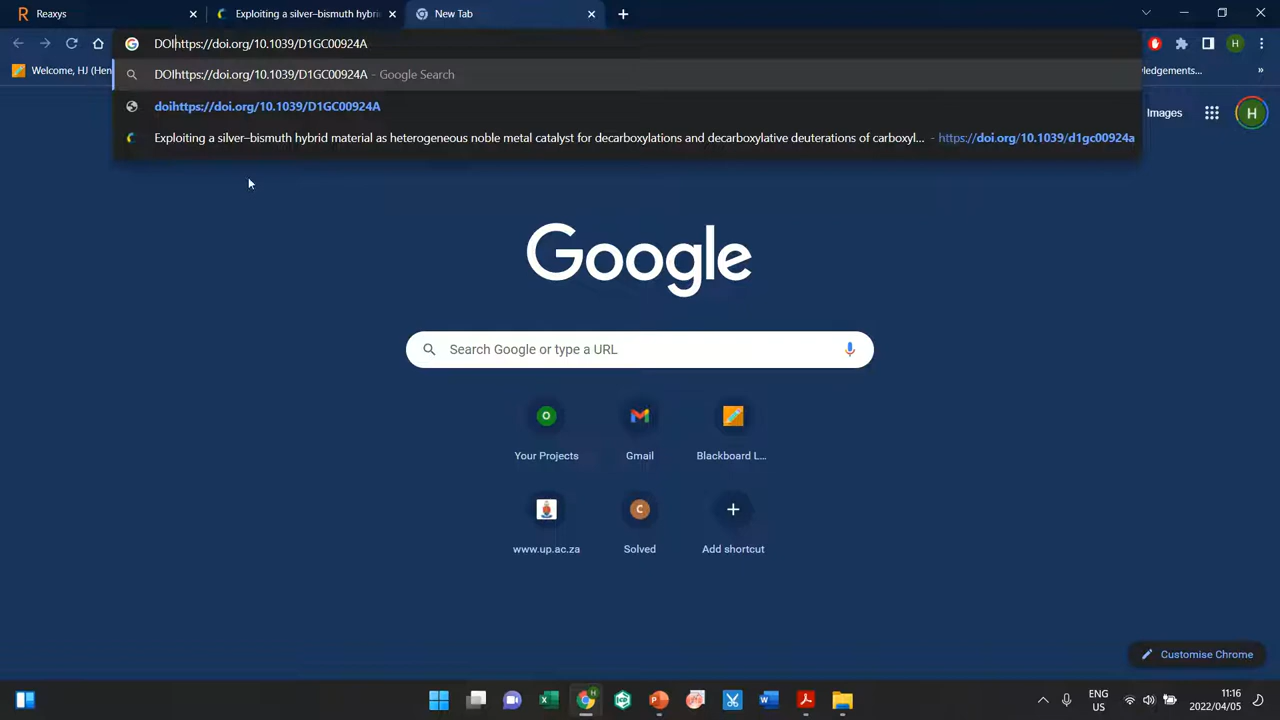 Reaxys
Exploiting a silver–bismuth hybri
New Tab
DOIhttps://doi.org/10.1039/D1GC00924A
DOIhttps://doi.org/10.1039/D1GC00924A - Google Search
Welcome, HJ (Hen
wledgements...
»
doihttps://doi.org/10.1039/D1GC00924A
Images
H
Exploiting a silver–bismuth hybrid material as heterogeneous noble metal catalyst for decarboxylations and decarboxylative deuterations of carboxyl... - https://doi.org/10.1039/d1gc00924a
Google
Search Google or type a URL
Your Projects
Gmail
Blackboard L...
www.up.ac.za
Solved
Add shortcut
Customise Chrome
ENG
US
11:16
2022/04/05